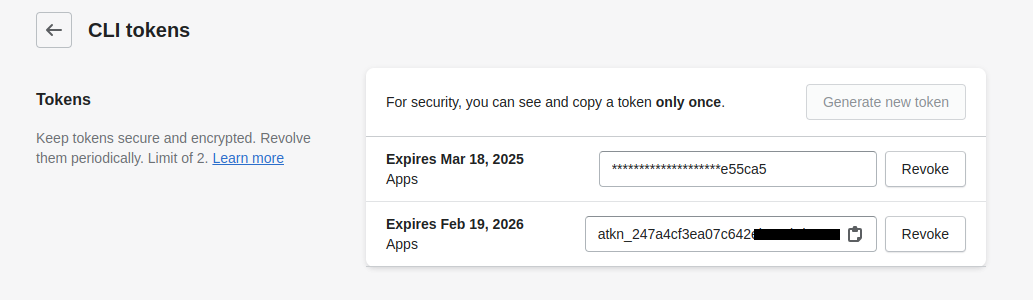 CLI tokens
Tokens
Keep tokens secure and encrypted. Revolve
them periodically. Limit of 2. Learn more
For security, you can see and copy a token only once.
Generate new token
Expires Mar 18, 2025
Apps
********************e55ca5
Revoke
Expires Feb 19, 2026
Apps
atkn_247a4cf3ea07c642
Revoke